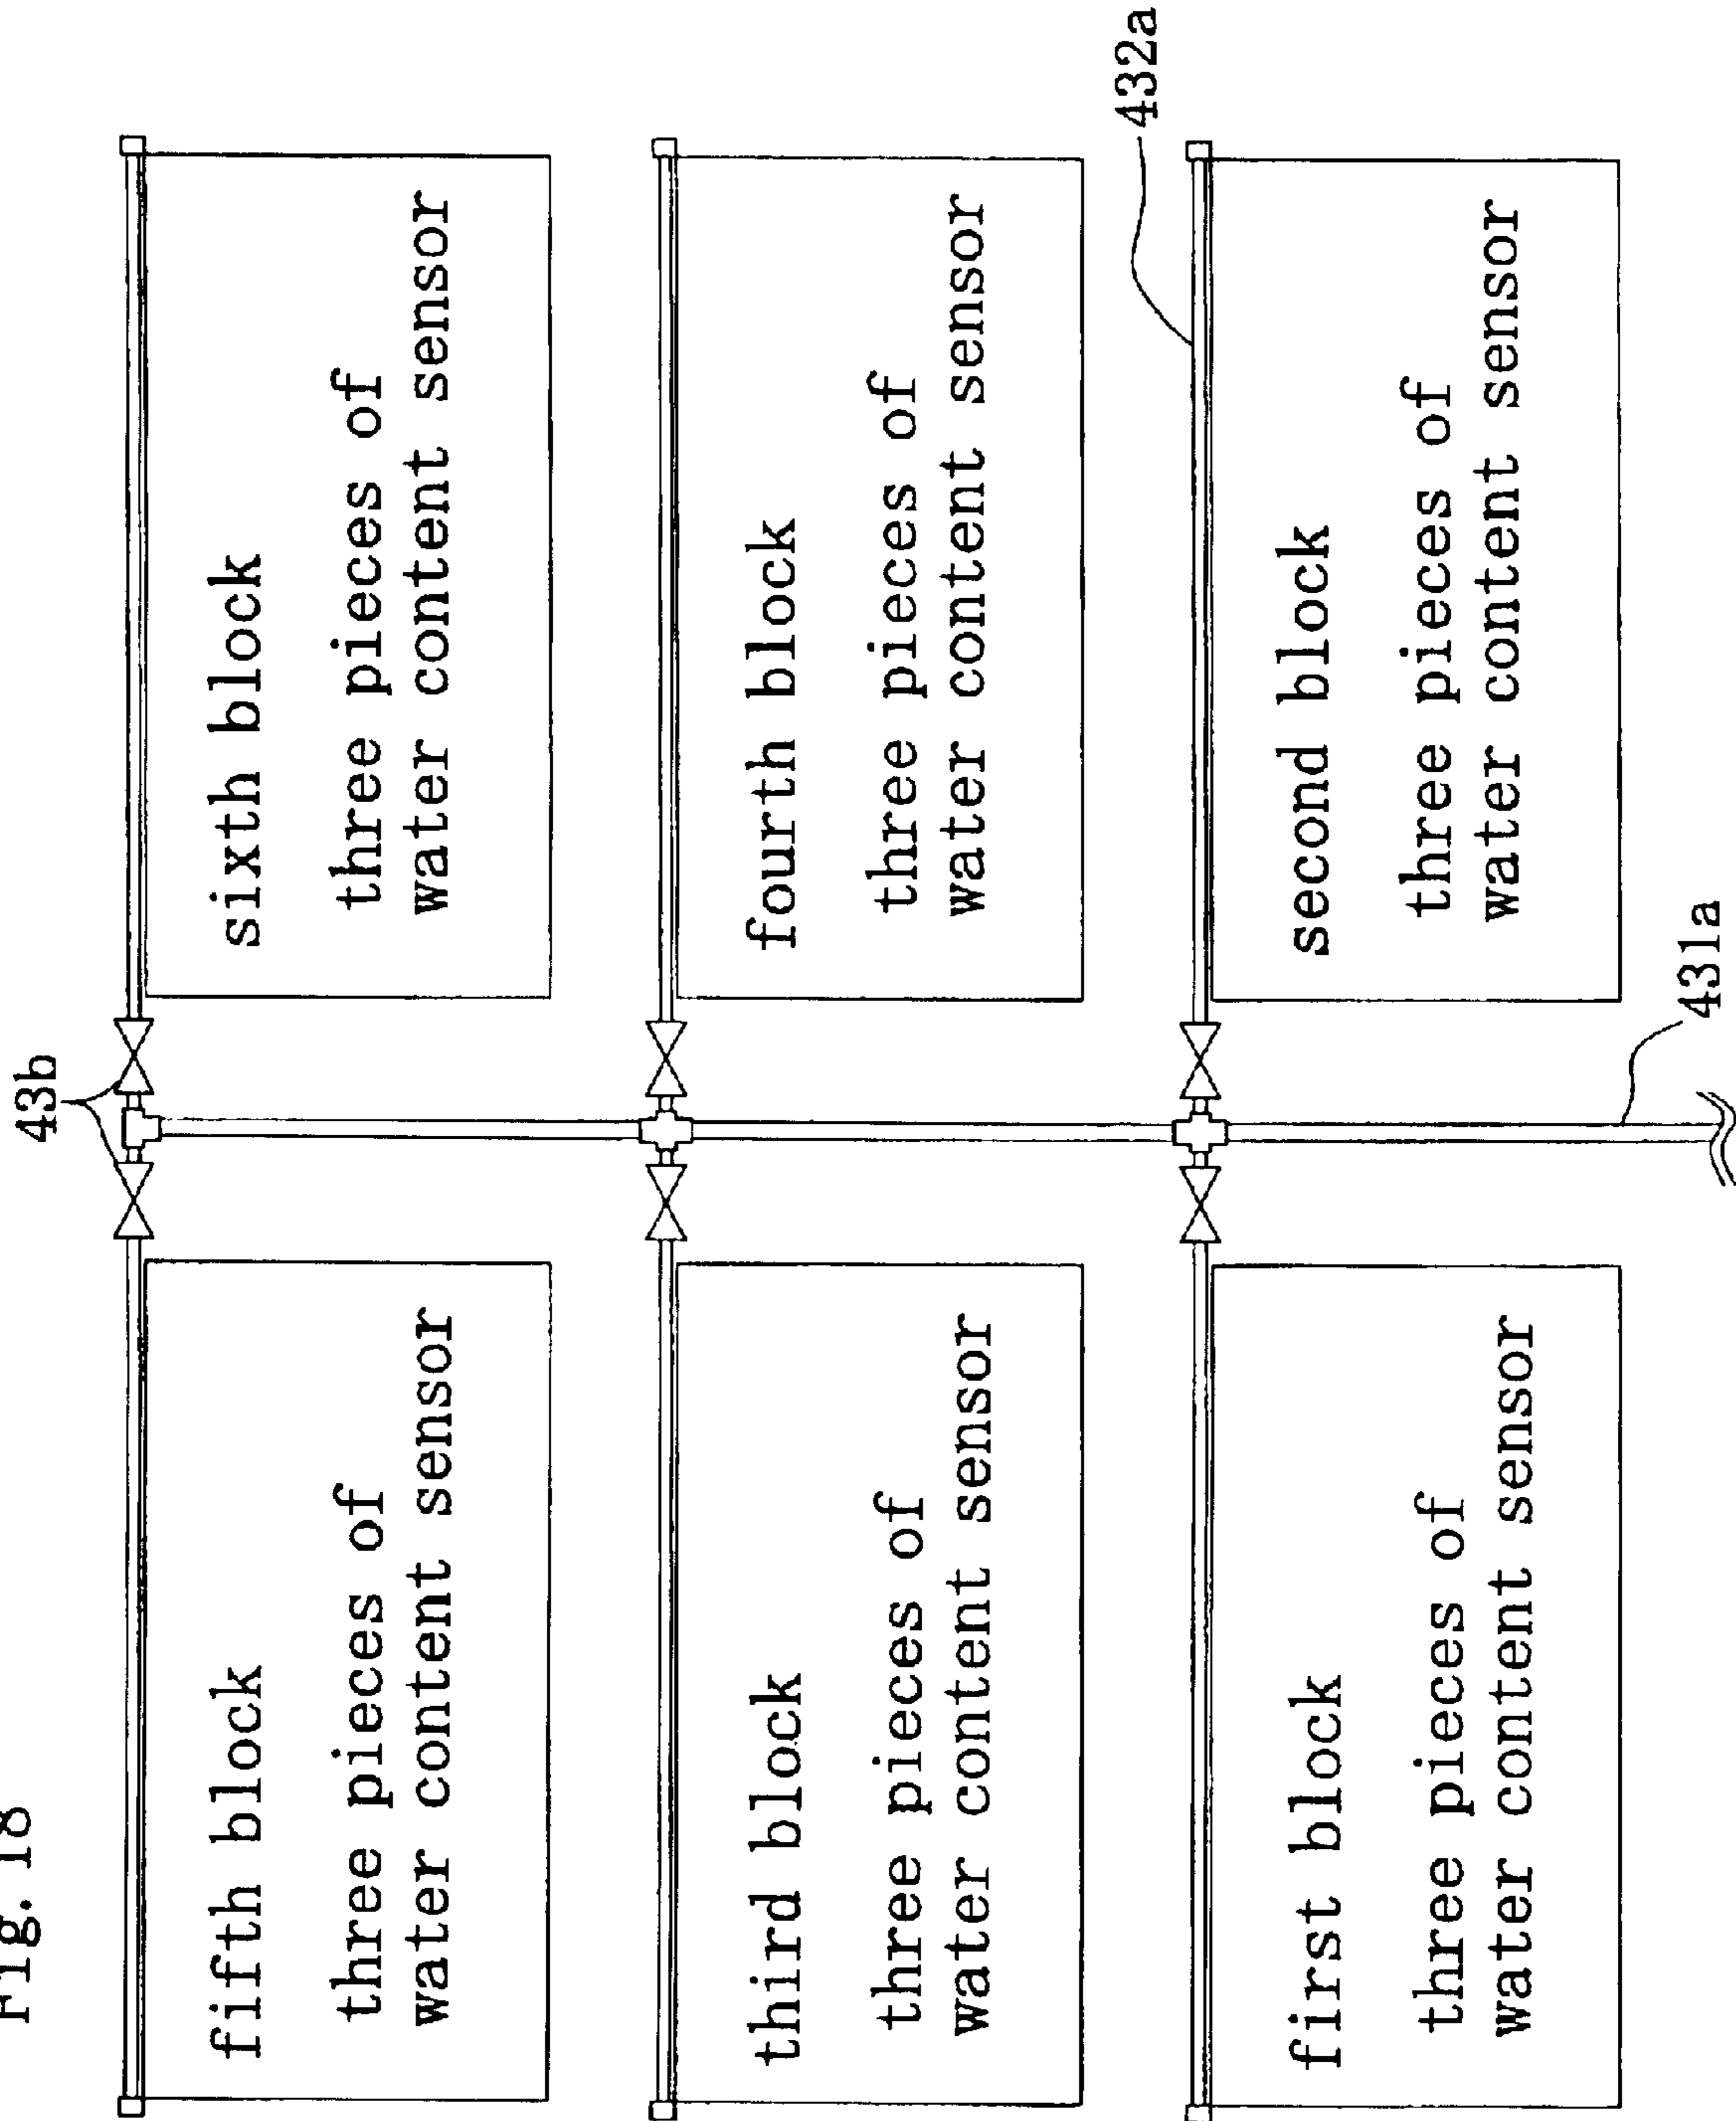 Fig. 18
43b
fifth block
three pieces of
water content sensor
sixth block
three pieces of
water content sensor
third block
three pieces of
water content sensor
fourth block
three pieces of
water content sensor
432a
first block
three pieces of
water content sensor
second block
three pieces of
water content sensor
431a